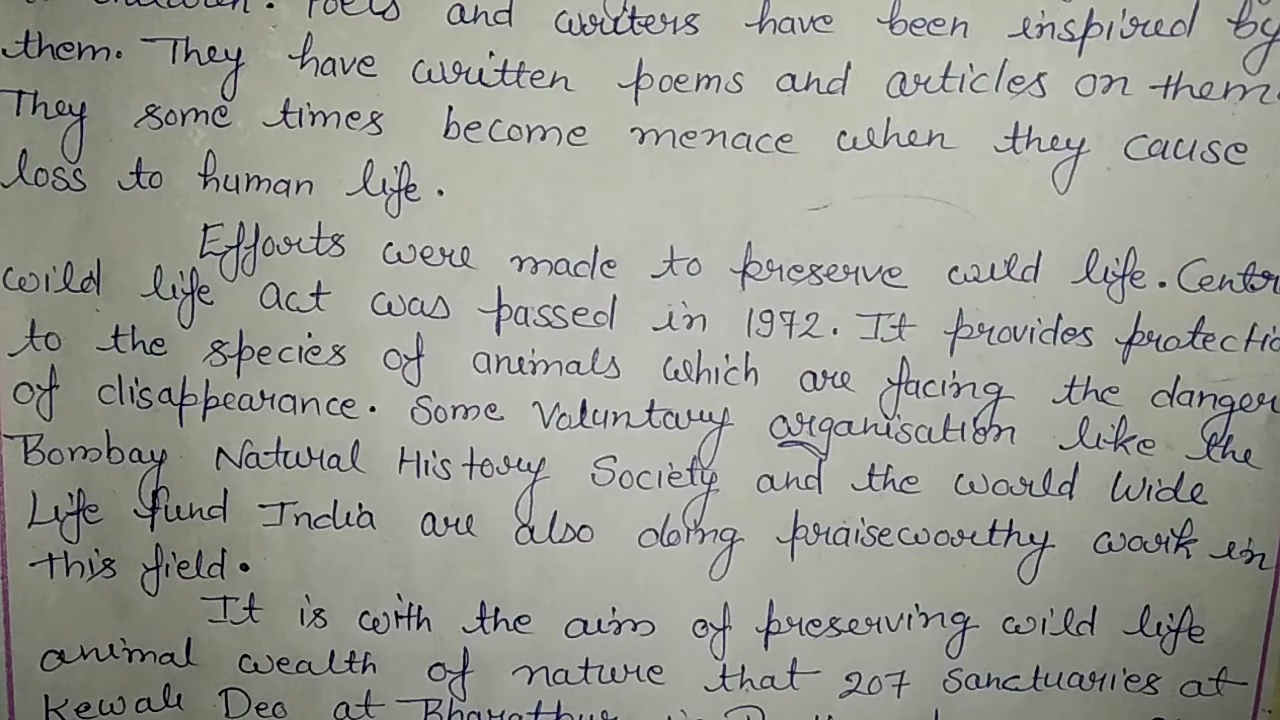 children. Poets and writers have been inspired by
them. They have written poems and articles on them.
They some times become menace when they cause
loss to human life.
Efforts were made to preserve wild life. Centr
wild life act was passed in 1972. It provides protectio
to the species of animals which are facing the danger
of disappearance. Some Voluntary organisation like the
Bombay Natural History Society and the world Wide
Life fund India are also doing praiseworthy work in
this field.
It is with the aim of preserving wild life
animal wealth of nature that 207 Sanctuaries at
Deo at